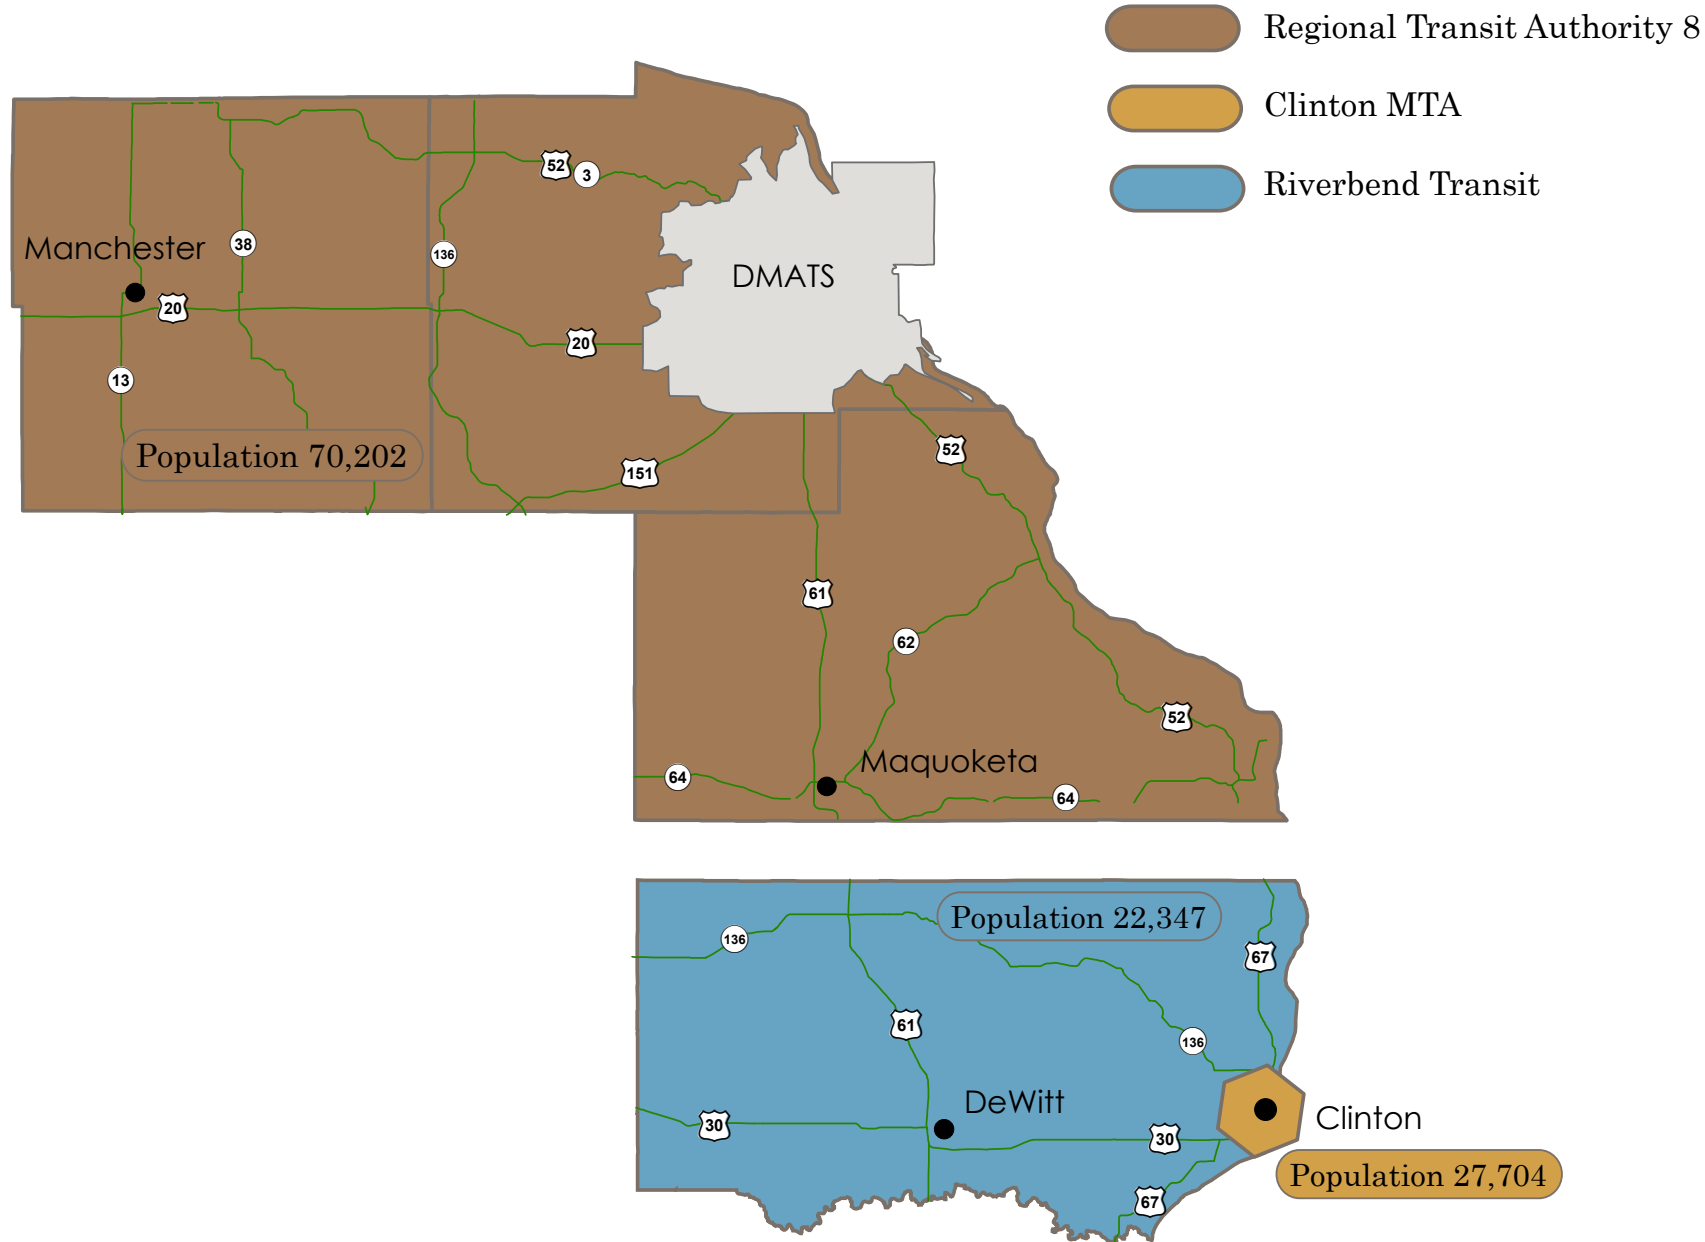 Regional Transit Authority 8
Clinton MTA
Riverbend Transit
52
3
Manchester
38
136
DMATS
20
20
13
Population 70,202
52
151
61
62
52
Maquoketa
64
64
Population 22,347
136
67
61
136
DeWitt
30
30
Clinton
Population 27,704
67